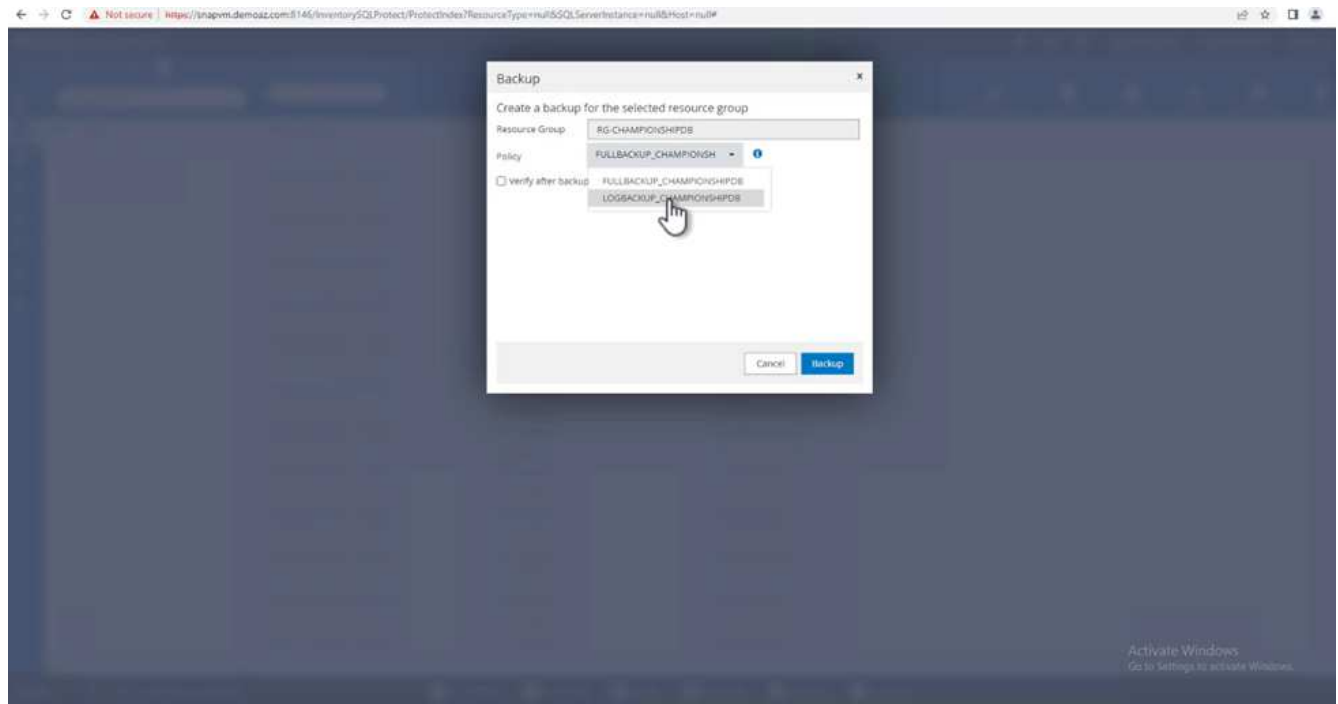 Not secure https://snapvm.demoaz.com:8146/InventorySQLProtect/ProtectIndex?ResourceType=null&SQLServerInstance=null&Host=null#
Backup
Create a backup for the selected resource group
Resource Group RG-CHAMPIONSHIPDB
Policy FULLBACKUP_CHAMPIONSH
Verify after backup
FULLBACKUP_CHAMPIONSHIPDB
LOGBACKUP_CHAMPIONSHIPDB
Cancel Backup
Activate Windows
Go to Settings to activate Windows.